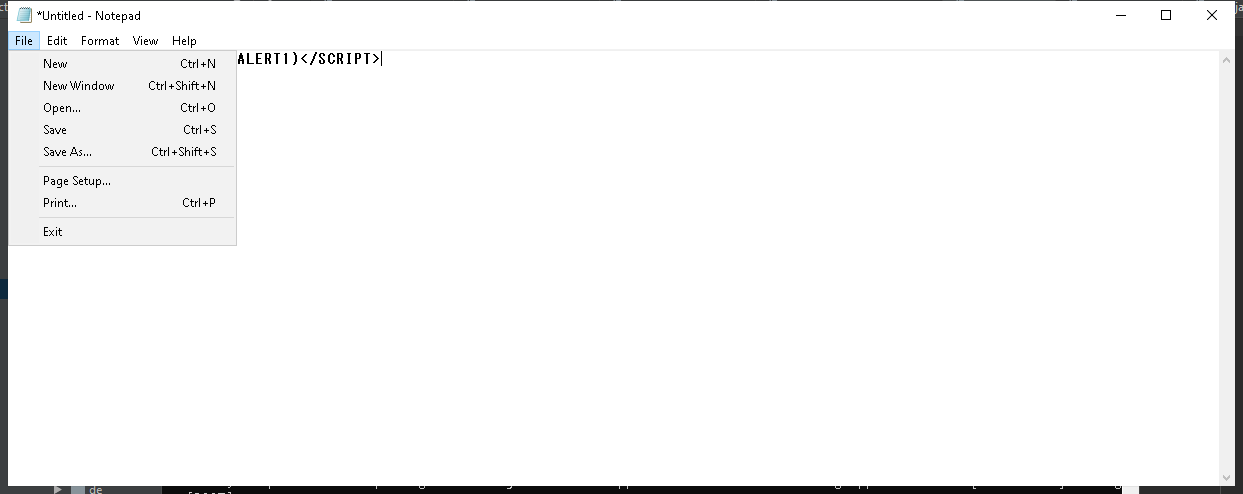 *Untitled - Notepad
File Edit Format View Help
ALERT1)</SCRIPT>
New Ctrl+N
New Window Ctrl+Shift+N
Open... Ctrl+O
Save Ctrl+S
Save As... Ctrl+Shift+S
Page Setup...
Print... Ctrl+P
Exit
de